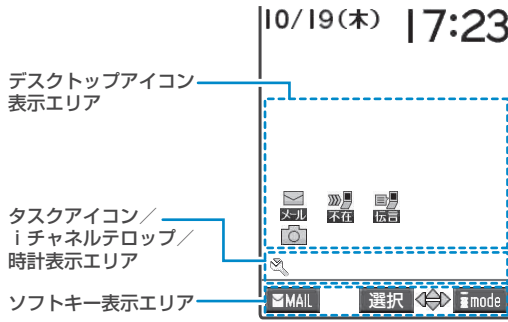 10/19(木) 17:23
デスクトップアイコン
表示エリア
メール 不在 伝言
タスクアイコン／
ｉチャネルテロップ／
時計表示エリア
ソフトキー表示エリア
MAIL 選択 imode